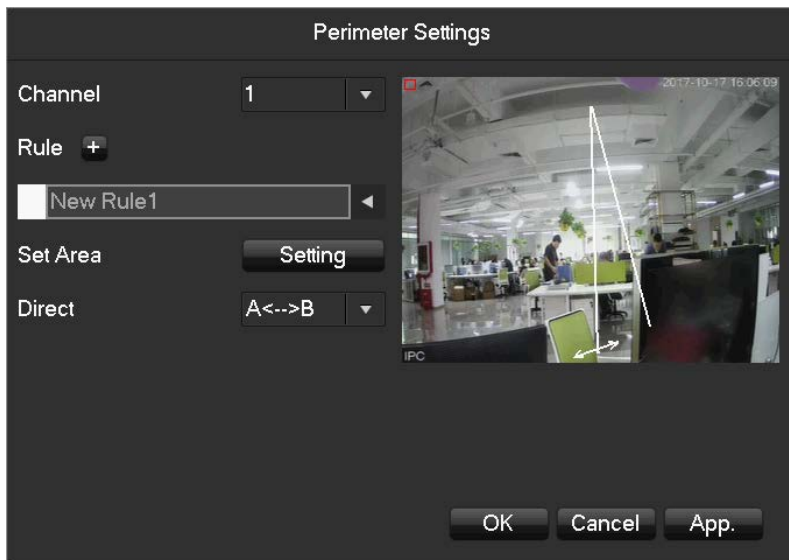 Perimeter Settings
Channel
1
2017-10-17 16:06:09
Rule +
New Rule1
Set Area
Setting
Direct
A<-->B
IPC
OK
Cancel
App.